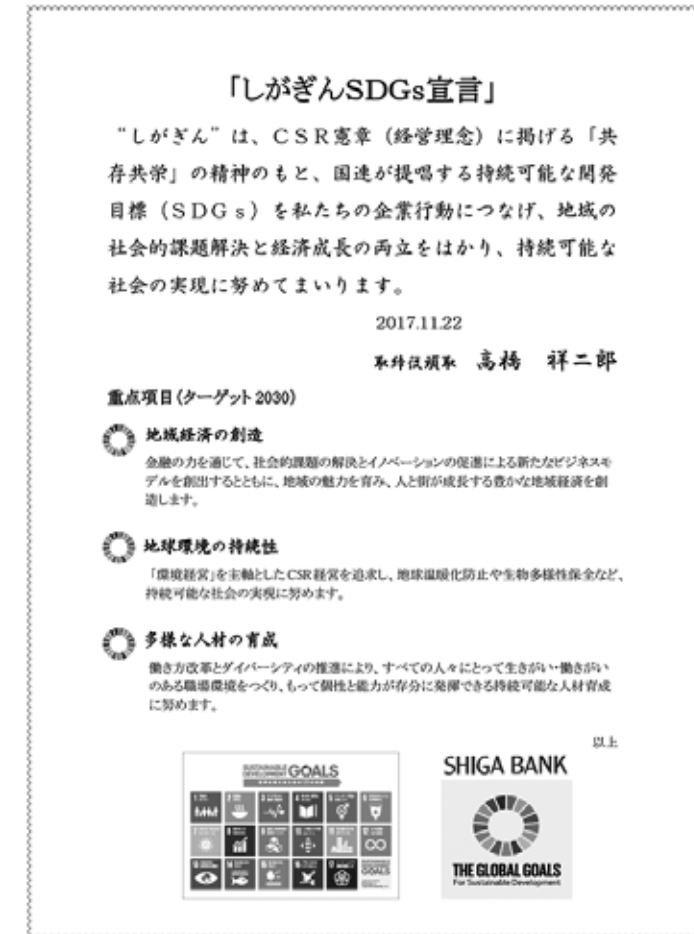 「しがぎんSDGs宣言」
“しがぎん”は、CSR憲章（経営理念）に掲げる「共
存共栄」の精神のもと、国連が提唱する持続可能な開発
目標（SDGs）を私たちの企業行動につなげ、地域の
社会的課題解決と経済成長の両立をはかり、持続可能な
社会の実現に努めてまいります。
2017.11.22
取締役頭取 高橋 祥二郎
重点項目（ターゲット2030）
地域経済の創造
金融の力を通じて、社会的課題の解決とイノベーションの促進による新たなビジネスモ
デルを創出するとともに、地域の魅力を育み、人と街が成長する豊かな地域経済を創
造します。
地球環境の持続性
「環境経営」を主軸としたCSR経営を追求し、地球温暖化防止や生物多様性保全など、
持続可能な社会の実現に努めます。
多様な人材の育成
働き方改革とダイバーシティの推進により、すべての人々にとって生きがい・働きがい
のある職場環境をつくり、もって個性と能力が存分に発揮できる持続可能な人材育成
に努めます。
以上
SUSTAINABLE
DEVELOPMENT GOALS
SHIGA BANK
THE GLOBAL GOALS
For Sustainable Development